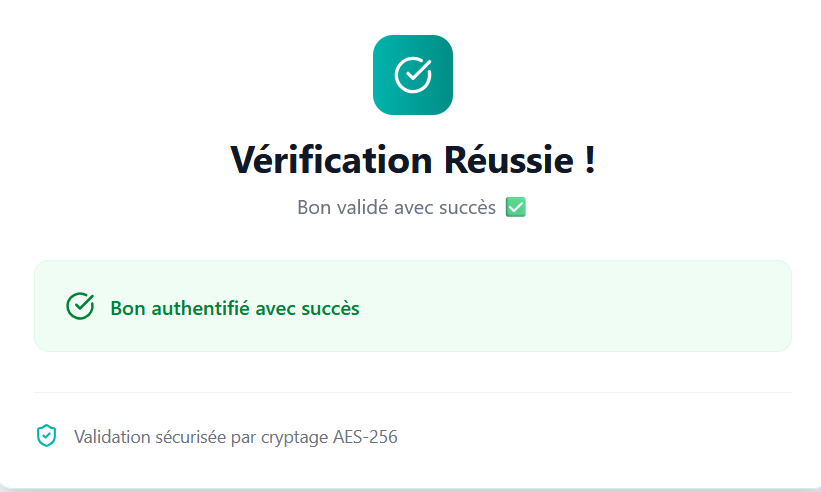 Vérification Réussie !
Bon validé avec succès ✅
Bon authentifié avec succès
Validation sécurisée par cryptage AES-256